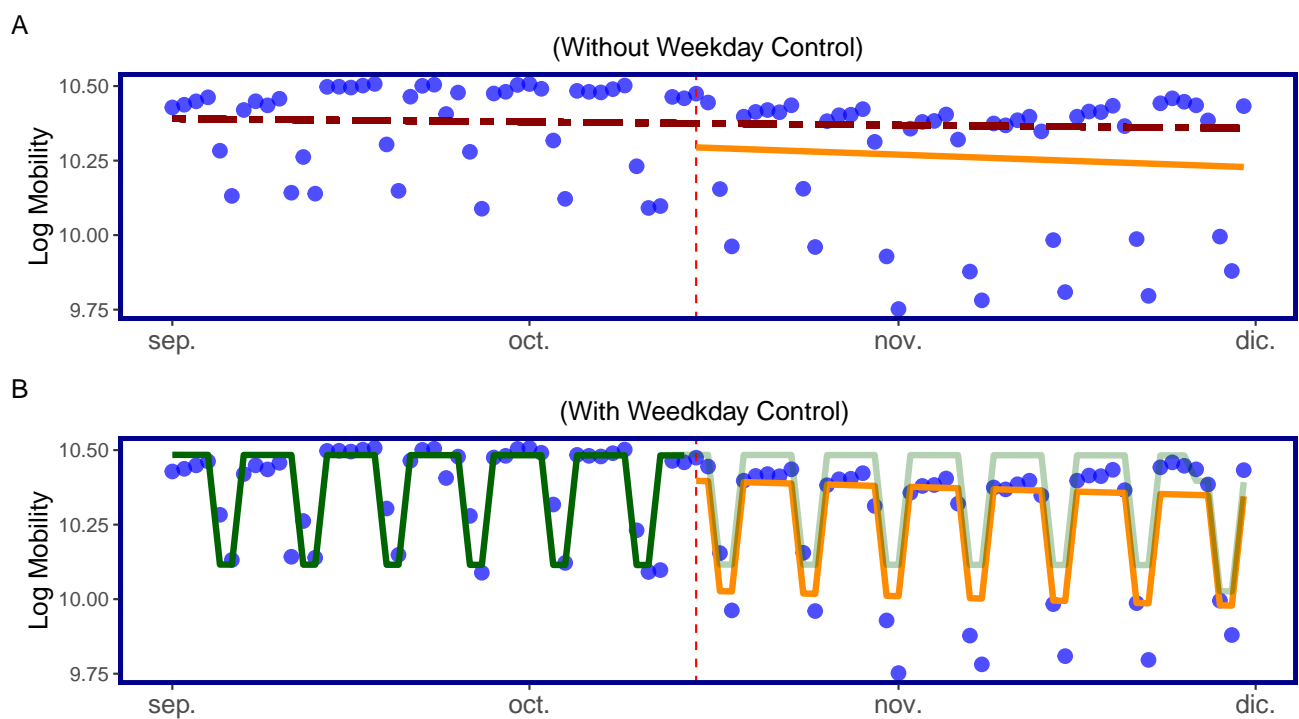 A
(Without Weekday Control)
Log Mobility
10.50
10.25
10.00
9.75
sep.
oct.
nov.
dic.
B
(With Weedkday Control)
Log Mobility
10.50
10.25
10.00
9.75
sep.
oct.
nov.
dic.